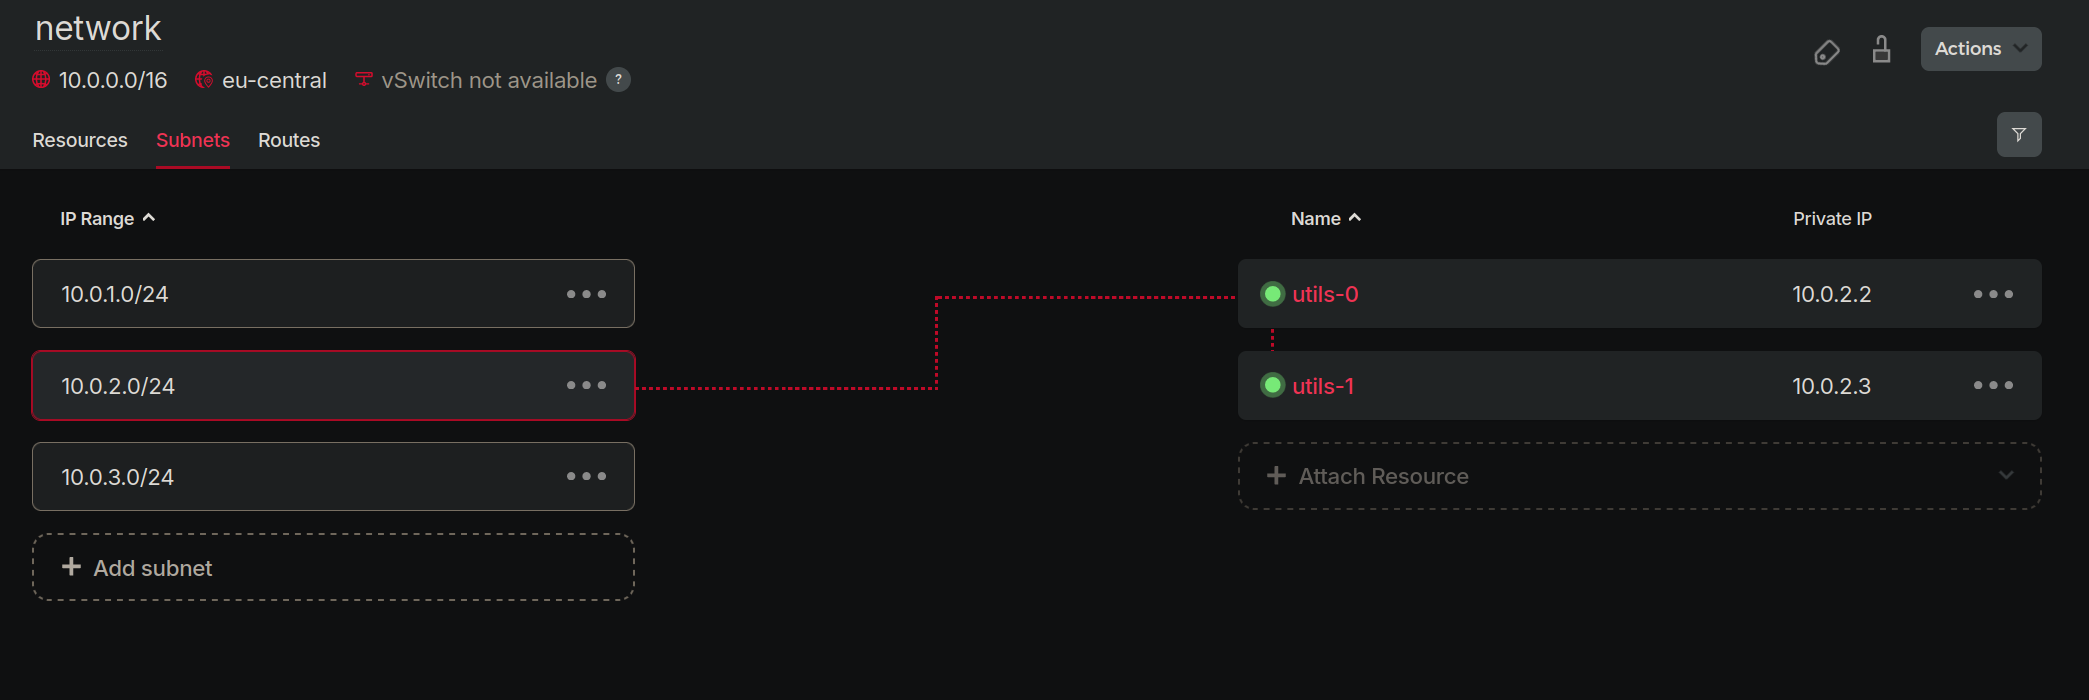 network
10.0.0.0/16 eu-central vSwitch not available ?
Actions
Resources Subnets Routes
IP Range Name Private IP
10.0.1.0/24 utils-0 10.0.2.2
10.0.2.0/24 utils-1 10.0.2.3
10.0.3.0/24 Attach Resource
Add subnet